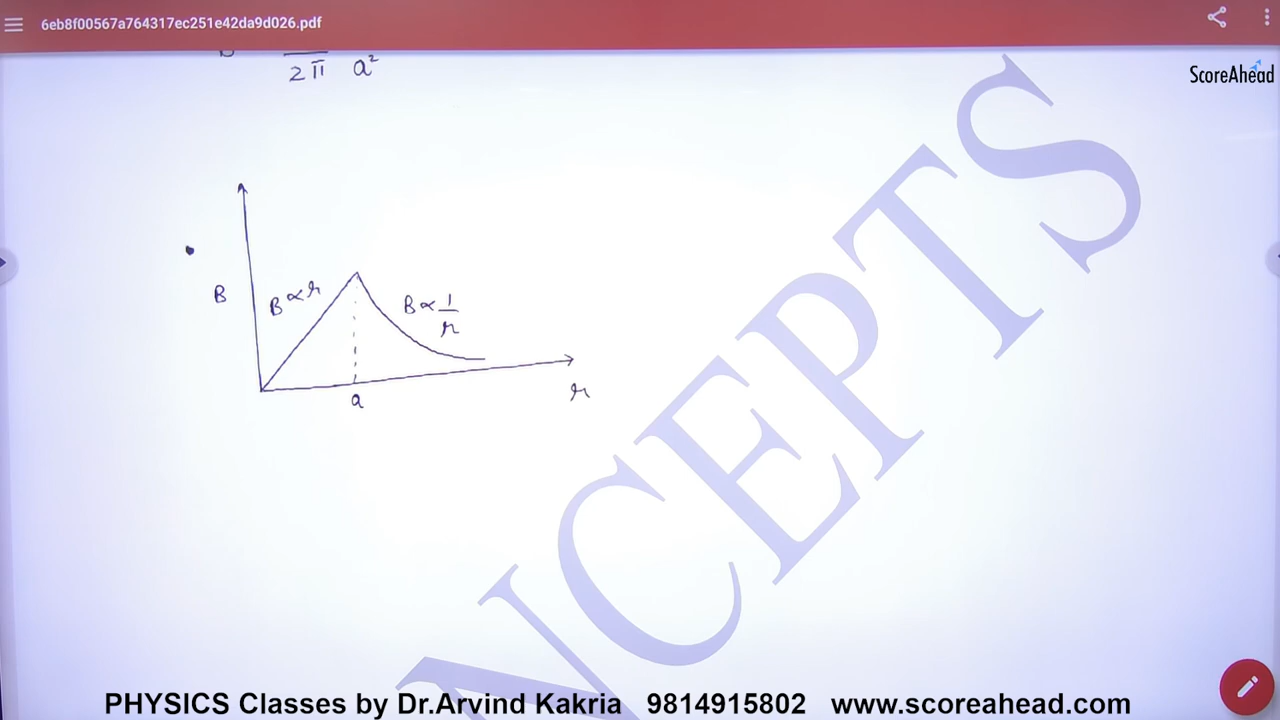 6eb8f00567a764317ec251e42da9d026.pdf
ScoreAhead
2π a²
B
B ∝ r
B ∝ 1/r
a
r
NCEPTS
PHYSICS Classes by Dr.Arvind Kakria 9814915802 www.scoreahead.com